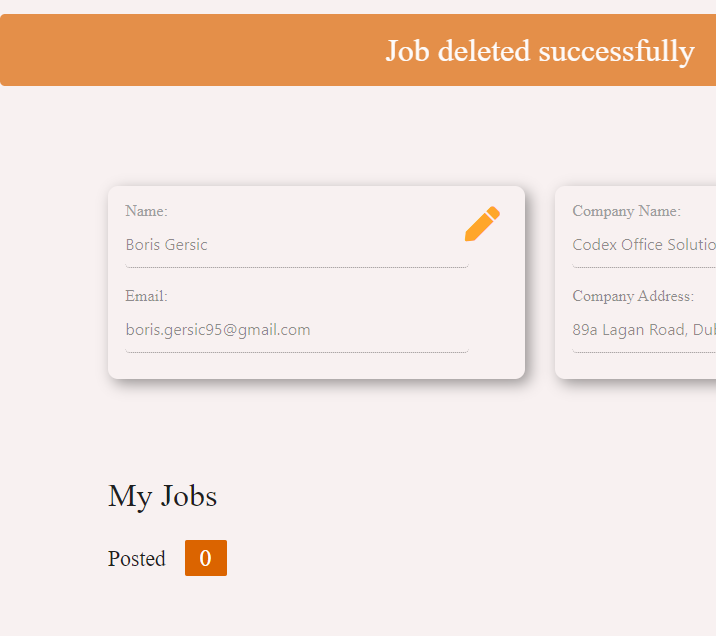 Job deleted successfully
Name:
Boris Gersic
Email:
boris.gersic95@gmail.com
Company Name:
Codex Office Solutio
Company Address:
89a Lagan Road, Dub
My Jobs
Posted 0